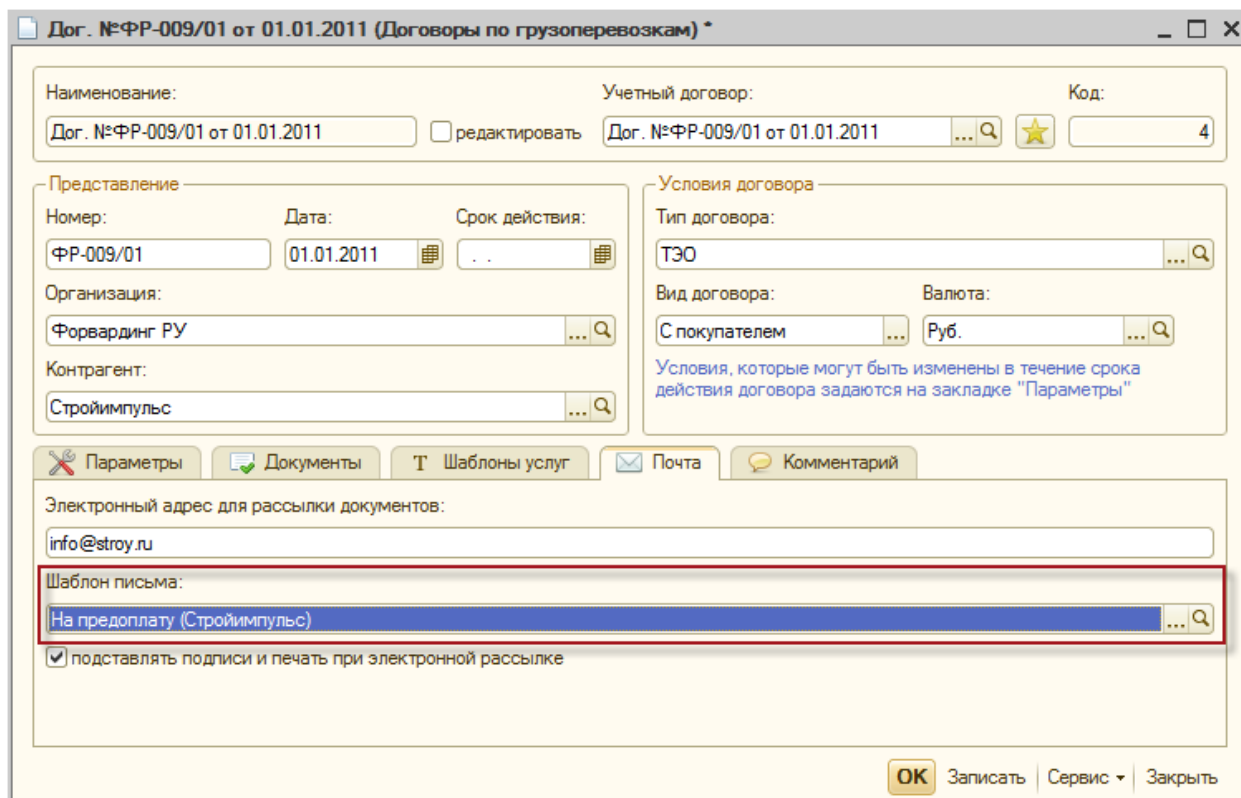 Дог. №ФР-009/01 от 01.01.2011 (Договоры по грузоперевозкам) *
Наименование: Учетный договор: Код:
Дог. №ФР-009/01 от 01.01.2011 редактировать Дог. №ФР-009/01 от 01.01.2011 ... 4
Представление Условия договора
Номер: Дата: Срок действия: Тип договора:
ФР-009/01 01.01.2011 . . ТЭО ...
Организация: Вид договора: Валюта:
Форвардинг РУ ... С покупателем ... Руб. ...
Контрагент: Условия, которые могут быть изменены в течение срока
действия договора задаются на закладке "Параметры"
Стройимпульс ...
Параметры Документы T Шаблоны услуг Почта Комментарий
Электронный адрес для рассылки документов:
info@stroy.ru
Шаблон письма:
На предоплату (Стройимпульс) ...
подставлять подписи и печать при электронной рассылке
OK Записать Сервис Закрыть